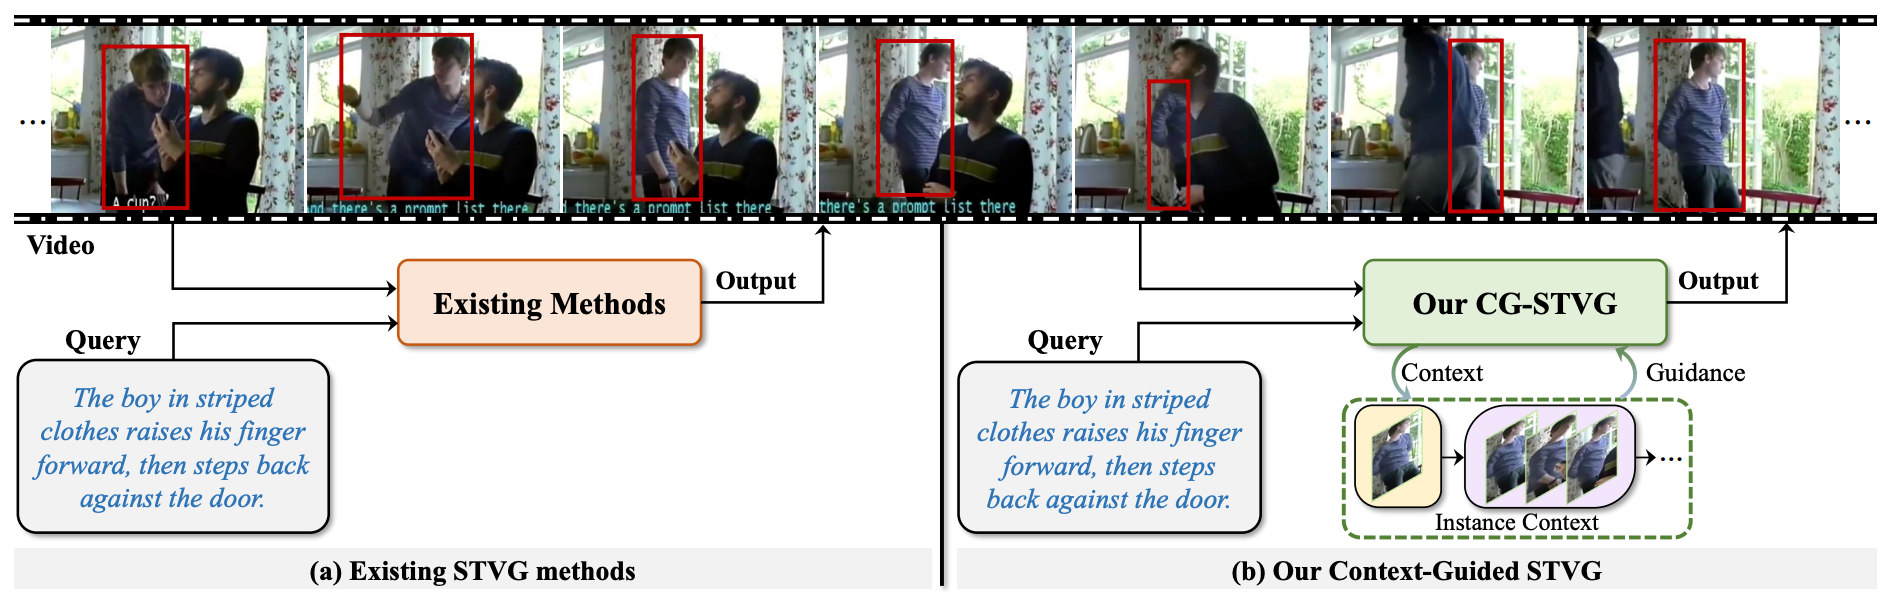 ...
A cup?
nd there's a prompt list there
d there's a prompt list there
there's a prompt list there
...
Video
Existing Methods
Output
Query
The boy in striped
clothes raises his finger
forward, then steps back
against the door.
(a) Existing STVG methods
Our CG-STVG
Output
Query
The boy in striped
clothes raises his finger
forward, then steps
back against the door.
Context
Guidance
...
Instance Context
(b) Our Context-Guided STVG